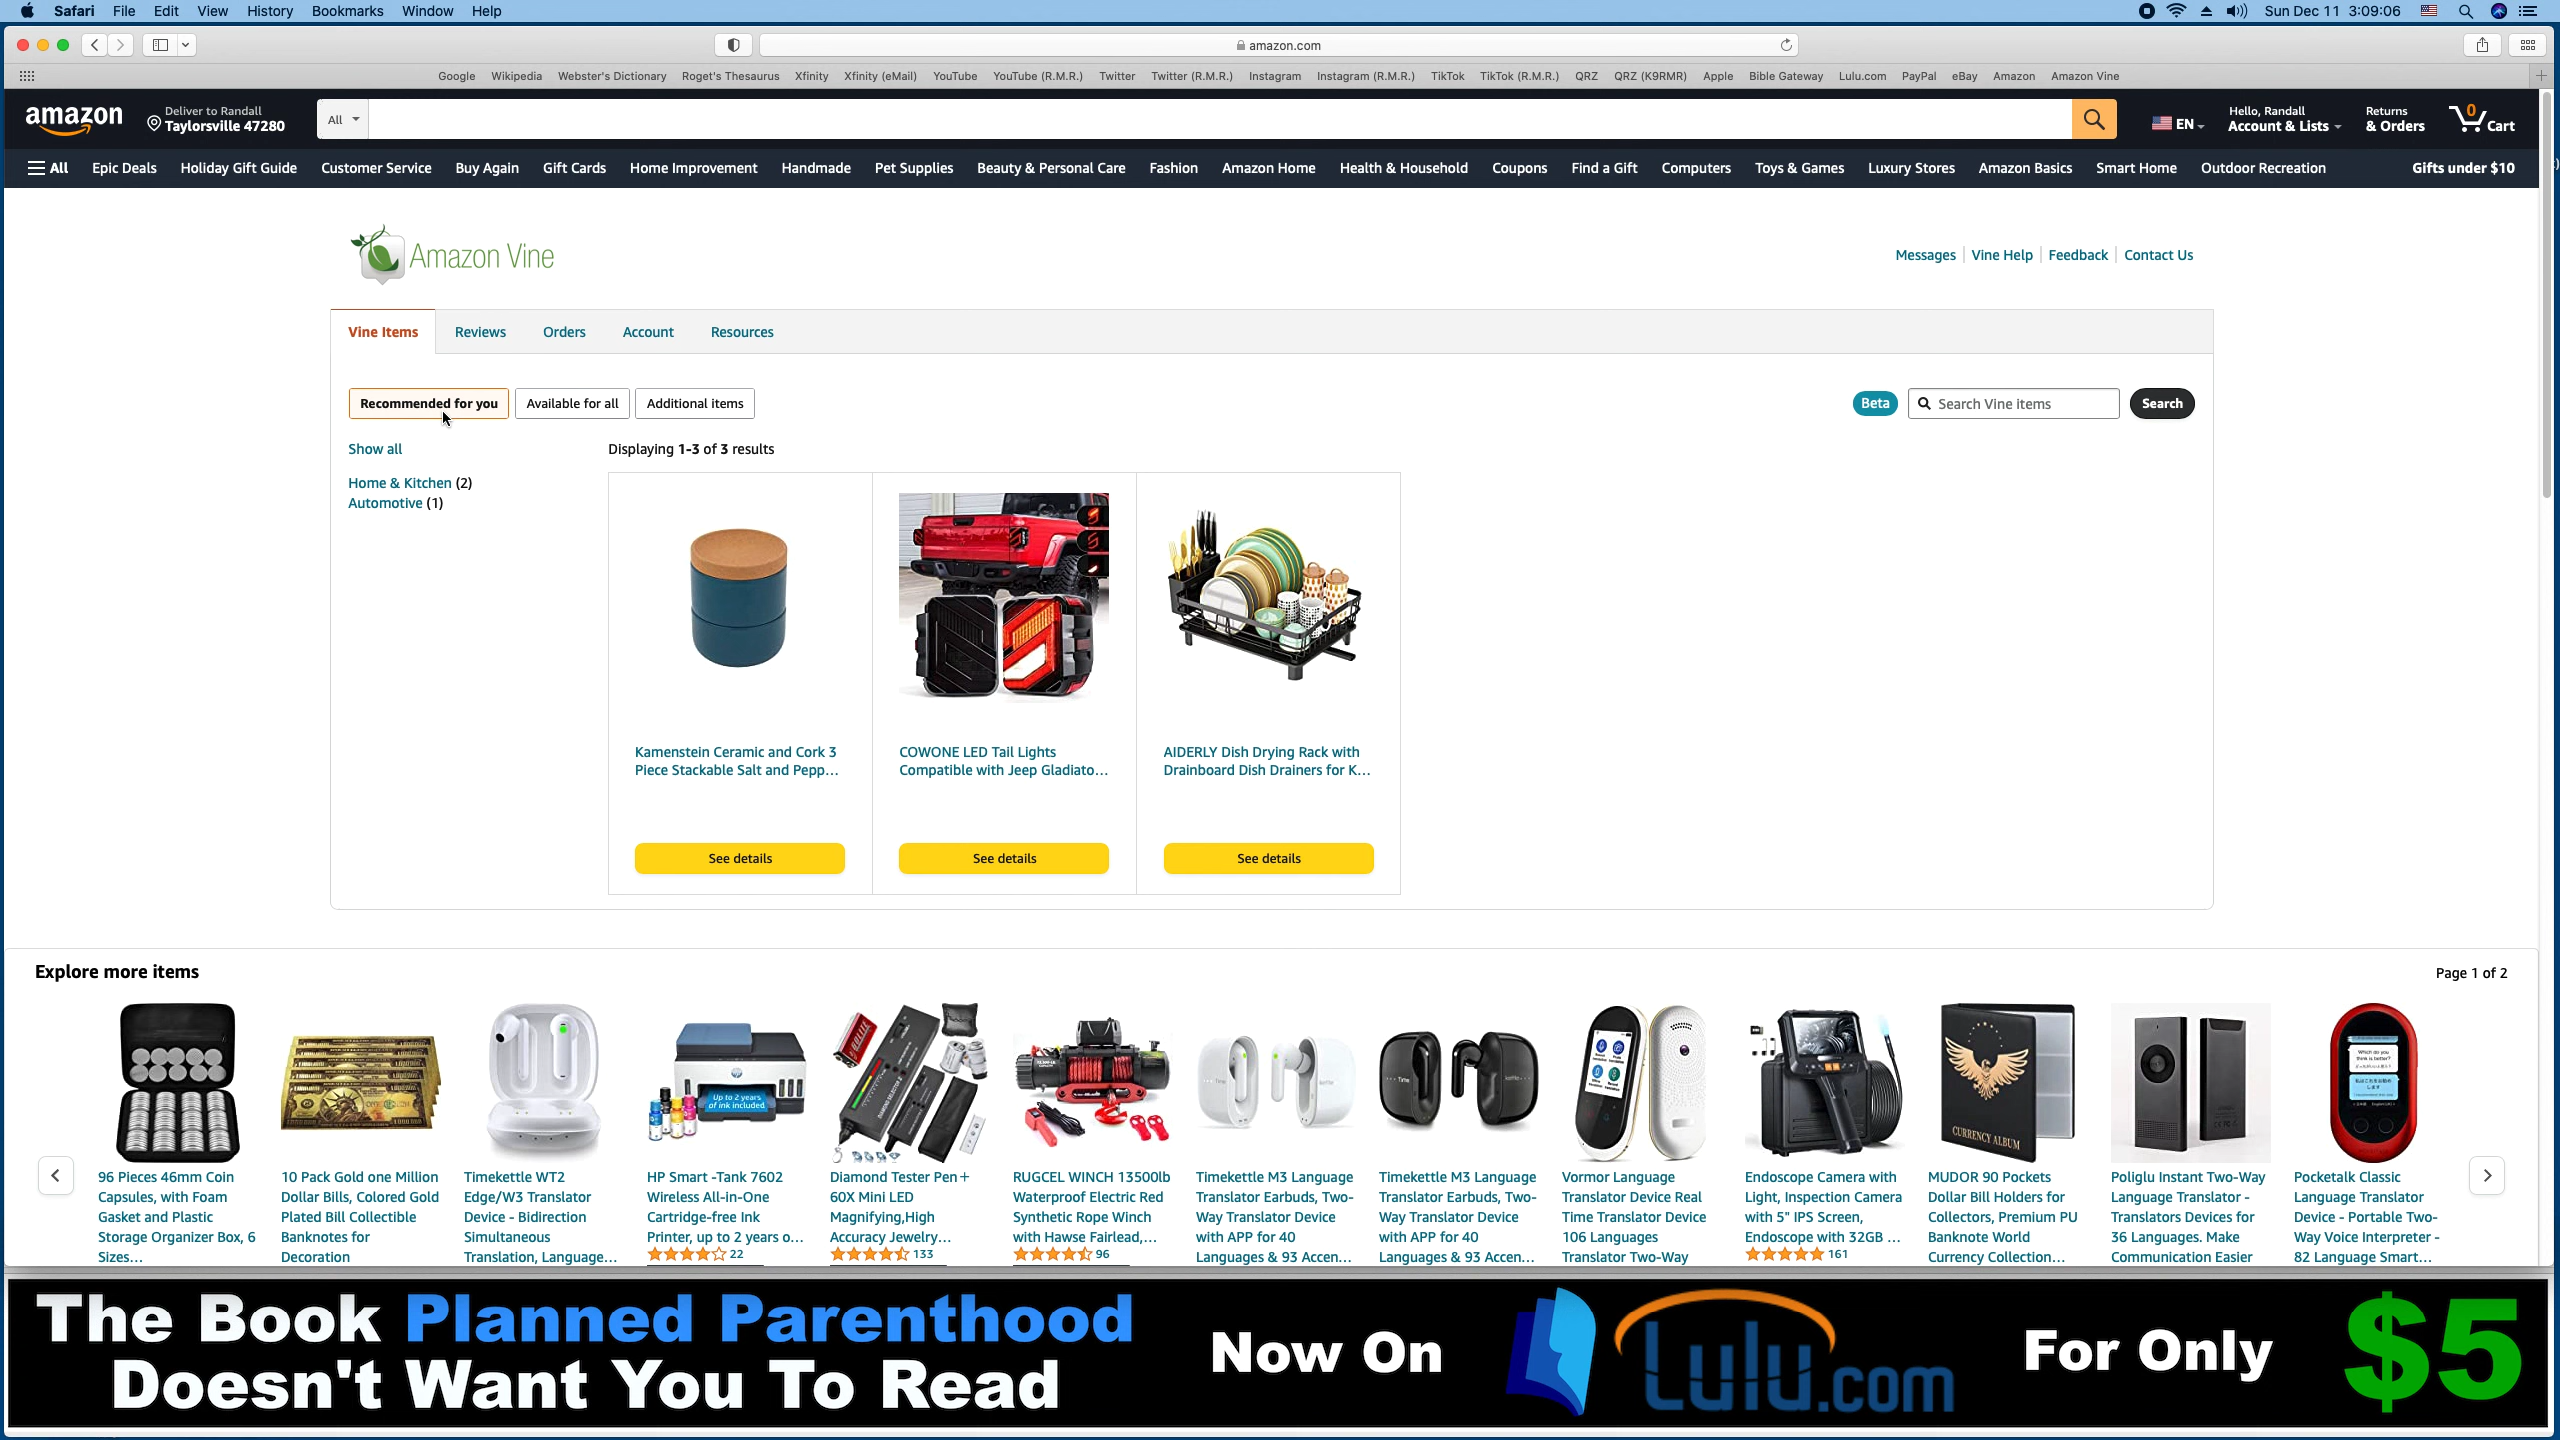 Safari File Edit View History Bookmarks Window Help
Sun Dec 11 3:09:06
amazon.com
Google Wikipedia Webster's Dictionary Roget's Thesaurus Xfinity Xfinity (eMail) YouTube YouTube (R.M.R.) Twitter Twitter (R.M.R.) Instagram Instagram (R.M.R.) TikTok TikTok (R.M.R.) QRZ QRZ (K9RMR) Apple Bible Gateway Lulu.com PayPal eBay Amazon Amazon Vine
amazon
Deliver to Randall
Taylorsville 47280
All
EN
Hello, Randall
Account & Lists
Returns
& Orders
0
Cart
All Epic Deals Holiday Gift Guide Customer Service Buy Again Gift Cards Home Improvement Handmade Pet Supplies Beauty & Personal Care Fashion Amazon Home Health & Household Coupons Find a Gift Computers Toys & Games Luxury Stores Amazon Basics Smart Home Outdoor Recreation Gifts under $10
Amazon Vine
Messages Vine Help Feedback Contact Us
Vine Items Reviews Orders Account Resources
Recommended for you Available for all Additional items
Beta Search Vine items Search
Show all
Displaying 1-3 of 3 results
Home & Kitchen (2)
Automotive (1)
Kamenstein Ceramic and Cork 3
Piece Stackable Salt and Pepp...
See details
COWONE LED Tail Lights
Compatible with Jeep Gladiato...
See details
AIDERLY Dish Drying Rack with
Drainboard Dish Drainers for K...
See details
Explore more items
Page 1 of 2
96 Pieces 46mm Coin
Capsules, with Foam
Gasket and Plastic
Storage Organizer Box, 6
Sizes...
10 Pack Gold one Million
Dollar Bills, Colored Gold
Plated Bill Collectible
Banknotes for
Decoration
Timekettle WT2
Edge/W3 Translator
Device - Bidirection
Simultaneous
Translation, Language...
Up to 2 years
of ink included
HP Smart -Tank 7602
Wireless All-in-One
Cartridge-free Ink
Printer, up to 2 years o...
22
Diamond Tester Pen+
60X Mini LED
Magnifying,High
Accuracy Jewelry...
133
RUGCEL WINCH 13500lb
Waterproof Electric Red
Synthetic Rope Winch
with Hawse Fairlead,...
96
Timekettle M3 Language
Translator Earbuds, Two-
Way Translator Device
with APP for 40
Languages & 93 Accen...
Timekettle M3 Language
Translator Earbuds, Two-
Way Translator Device
with APP for 40
Languages & 93 Accen...
Vormor Language
Translator Device Real
Time Translator Device
106 Languages
Translator Two-Way
Endoscope Camera with
Light, Inspection Camera
with 5" IPS Screen,
Endoscope with 32GB ...
161
CURRENCY ALBUM
MUDOR 90 Pockets
Dollar Bill Holders for
Collectors, Premium PU
Banknote World
Currency Collection...
Poliglu Instant Two-Way
Language Translator -
Translators Devices for
36 Languages. Make
Communication Easier
Which do you
think is better?
Pocketalk Classic
Language Translator
Device - Portable Two-
Way Voice Interpreter -
82 Language Smart...
The Book Planned Parenthood
Doesn't Want You To Read
Now On
Lulu.com
For Only
$5